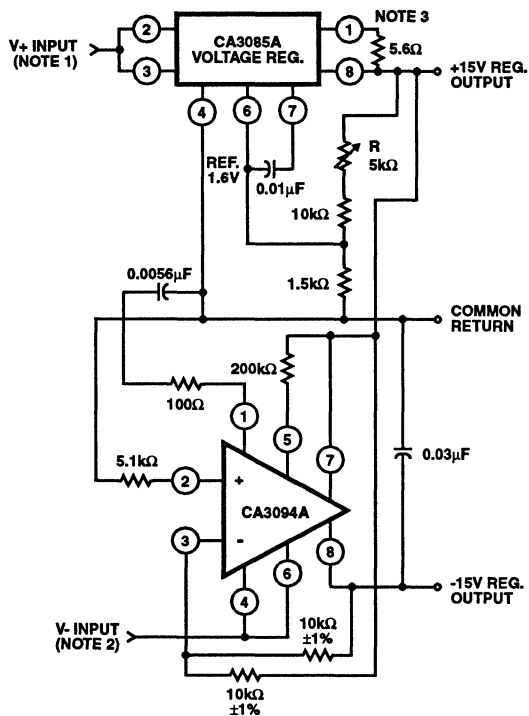 NOTE 3
V+ INPUT
(NOTE 1)
2
3
CA3085A
VOLTAGE REG.
1
8
5.6Ω
+15V REG.
OUTPUT
4
6
7
REF.
1.6V
0.01µF
R
5kΩ
10kΩ
1.5kΩ
0.0056µF
COMMON
RETURN
200kΩ
100Ω
1
5
7
0.03µF
5.1kΩ
2
+
CA3094A
3
-
8
6
4
-15V REG.
OUTPUT
V- INPUT
(NOTE 2)
10kΩ
±1%
10kΩ
±1%